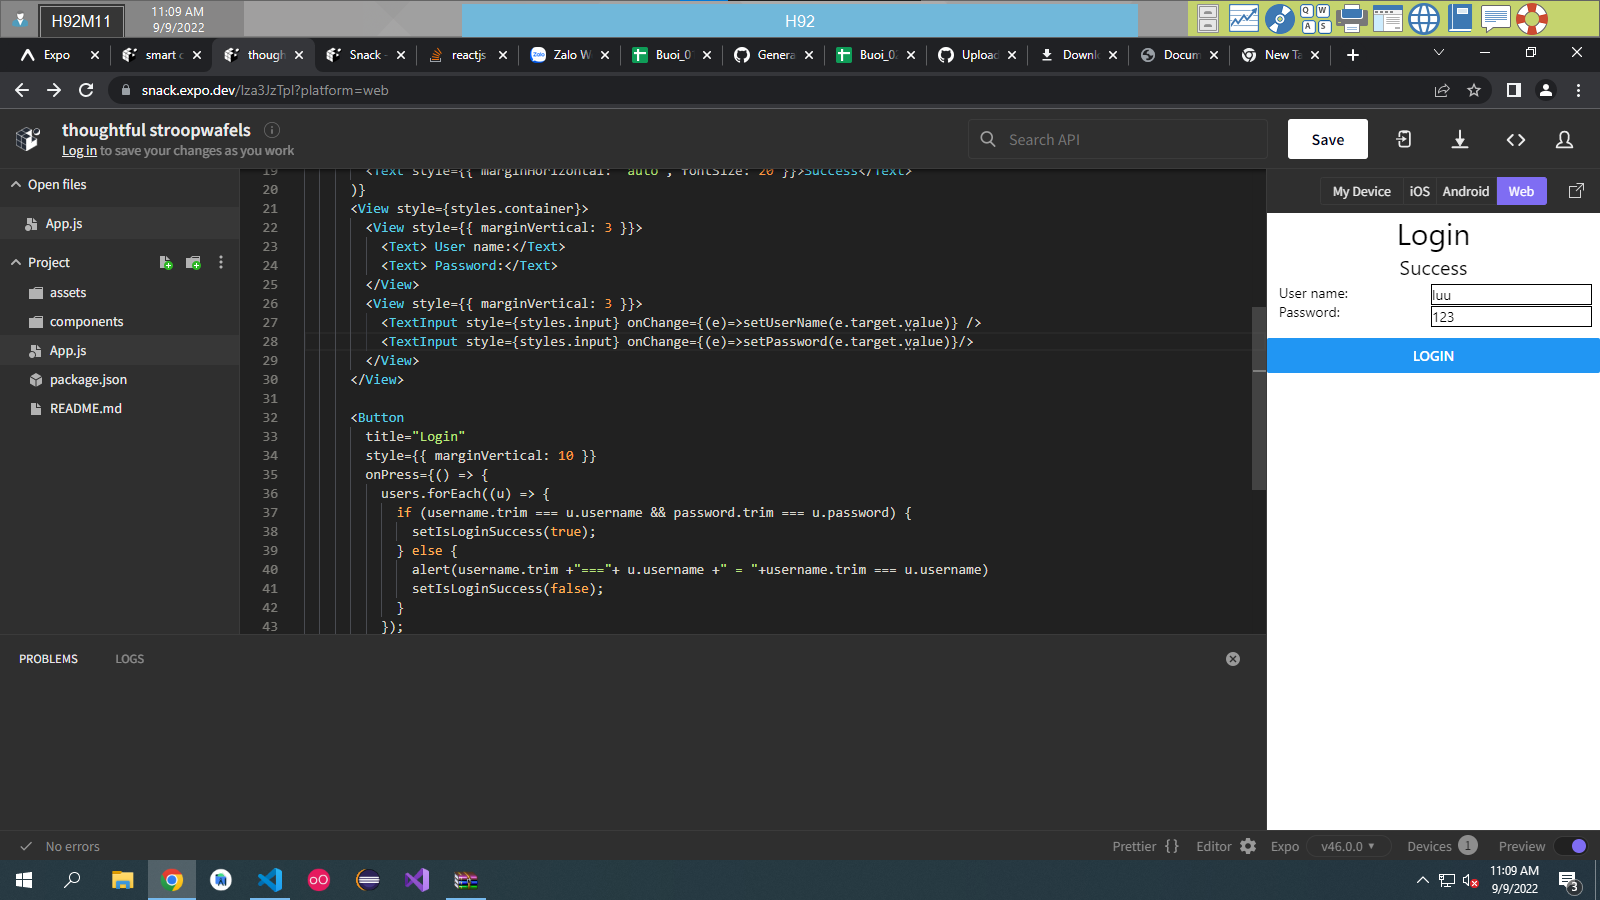 H92M11
11:09 AM
9/9/2022
H92
Q W
A S
Expo
smart c
though
Snack -
reactjs
Zalo W
Buoi_0
Genera
Buoi_0
Upload
Downl
Docum
New Ta
snack.expo.dev/Iza3JzTpI?platform=web
thoughtful stroopwafels
Log in to save your changes as you work
Search API
Save
Open files
App.js
Project
assets
components
App.js
package.json
README.md
19 <Text style={{ marginHorizontal: 'auto', fontSize: 20 }}>Success</Text>
20 )}
21 <View style={styles.container}>
22 <View style={{ marginVertical: 3 }}>
23 <Text> User name:</Text>
24 <Text> Password:</Text>
25 </View>
26 <View style={{ marginVertical: 3 }}>
27 <TextInput style={styles.input} onChange={(e)=>setUserName(e.target.value)} />
28 <TextInput style={styles.input} onChange={(e)=>setPassword(e.target.value)}/>
29 </View>
30 </View>
31
32 <Button
33 title="Login"
34 style={{ marginVertical: 10 }}
35 onPress={() => {
36 users.forEach((u) => {
37 if (username.trim === u.username && password.trim === u.password) {
38 setIsLoginSuccess(true);
39 } else {
40 alert(username.trim +"==="+ u.username +" = "+username.trim === u.username)
41 setIsLoginSuccess(false);
42 }
43 });
My Device
iOS
Android
Web
Login
Success
User name:
luu
Password:
123
LOGIN
PROBLEMS
LOGS
No errors
Prettier {}
Editor
Expo
v46.0.0
Devices 1
Preview
11:09 AM
9/9/2022
3